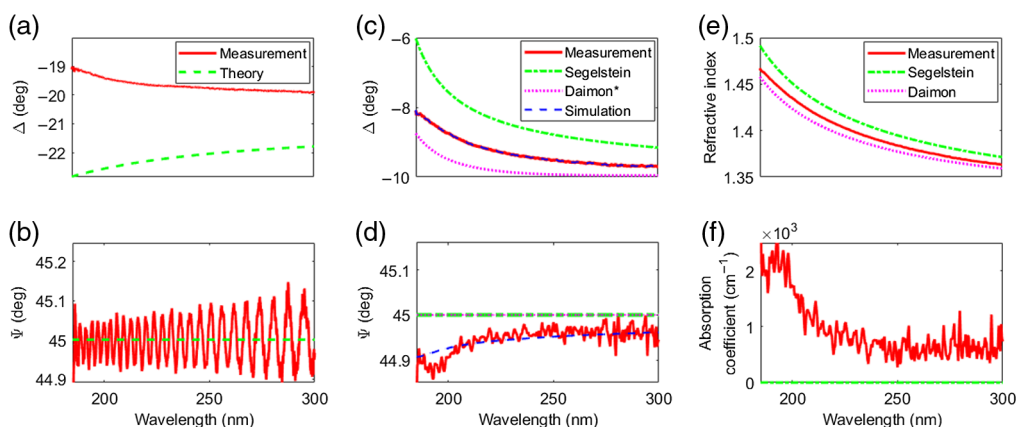 (a)
−19
−20
−21
−22
Δ (deg)
Measurement
Theory
(b)
45.2
45.1
45
44.9
Ψ (deg)
200
250
300
Wavelength (nm)
(c)
−6
−8
−10
Δ (deg)
Measurement
Segelstein
Daimon*
Simulation
(d)
45.1
45
44.9
Ψ (deg)
200
250
300
Wavelength (nm)
(e)
1.5
1.45
1.4
1.35
Refractive index
Measurement
Segelstein
Daimon
(f)
× 10³
2
1
0
Absorption
coefficient (cm⁻¹)
200
250
300
Wavelength (nm)